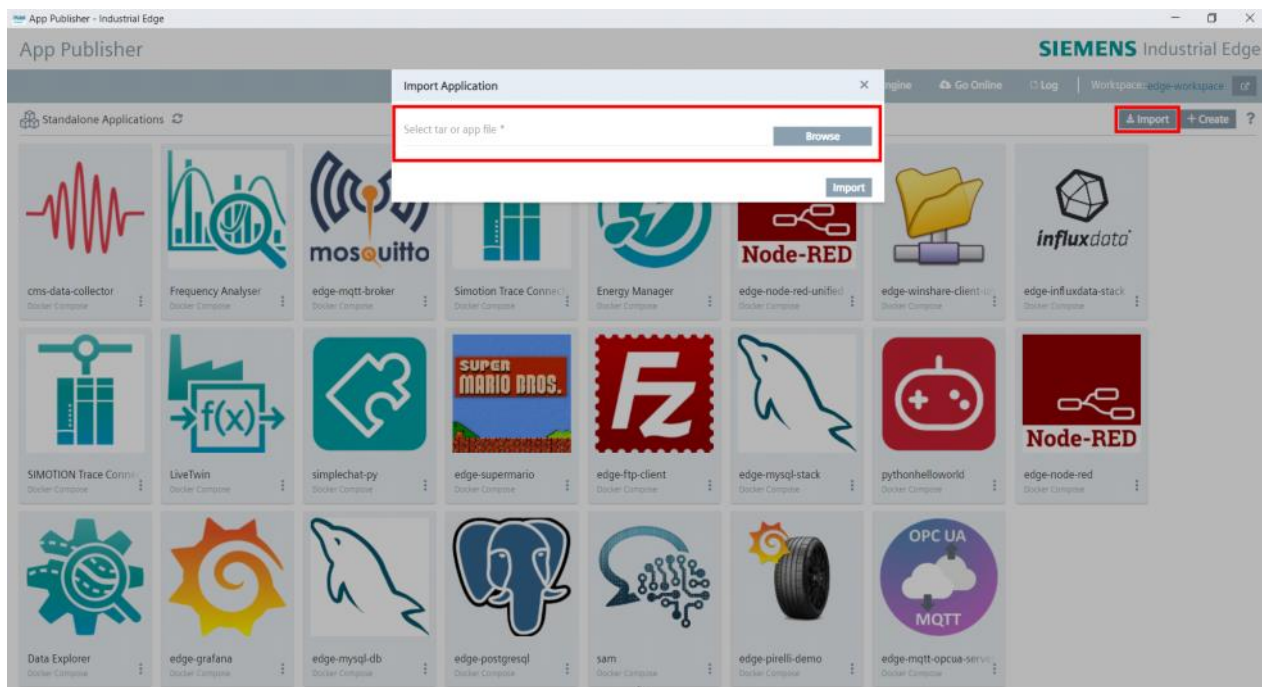 App Publisher - Industrial Edge
App Publisher
SIEMENS Industrial Edge
Import Application
ngine
Go Online
Log
Workspace: edge-workspace
Standalone Applications
Select tar or app file *
Browse
Import
Create
?
Import
mosquitto
Node-RED
influxdata
cms-data-collector
Frequency Analyser
edge-mqtt-broker
Simotion Trace Connect
Energy Manager
edge-node-red-unified
edge-winshare-client
edge-influxdata-stack
Docker Compose
Docker Compose
Docker Compose
Docker Compose
Docker Compose
Docker Compose
Docker Compose
Docker Compose
f(x)
SUPER
MARIO BROS.
Fz
Node-RED
SIMOTION Trace Conne
LiveTwin
simplechat-py
edge-supermario
edge-ftp-client
edge-mysql-stack
pythonhelloworld
edge-node-red
Docker Compose
Docker Compose
Docker Compose
Docker Compose
Docker Compose
Docker Compose
Docker Compose
Docker Compose
OPC UA
MQTT
Data Explorer
edge-grafana
edge-mysql-db
edge-postgresql
sam
edge-pirelli-demo
edge-mqtt-opcua-serve
Docker Compose
Docker Compose
Docker Compose
Docker Compose
Docker Compose
Docker Compose
Docker Compose